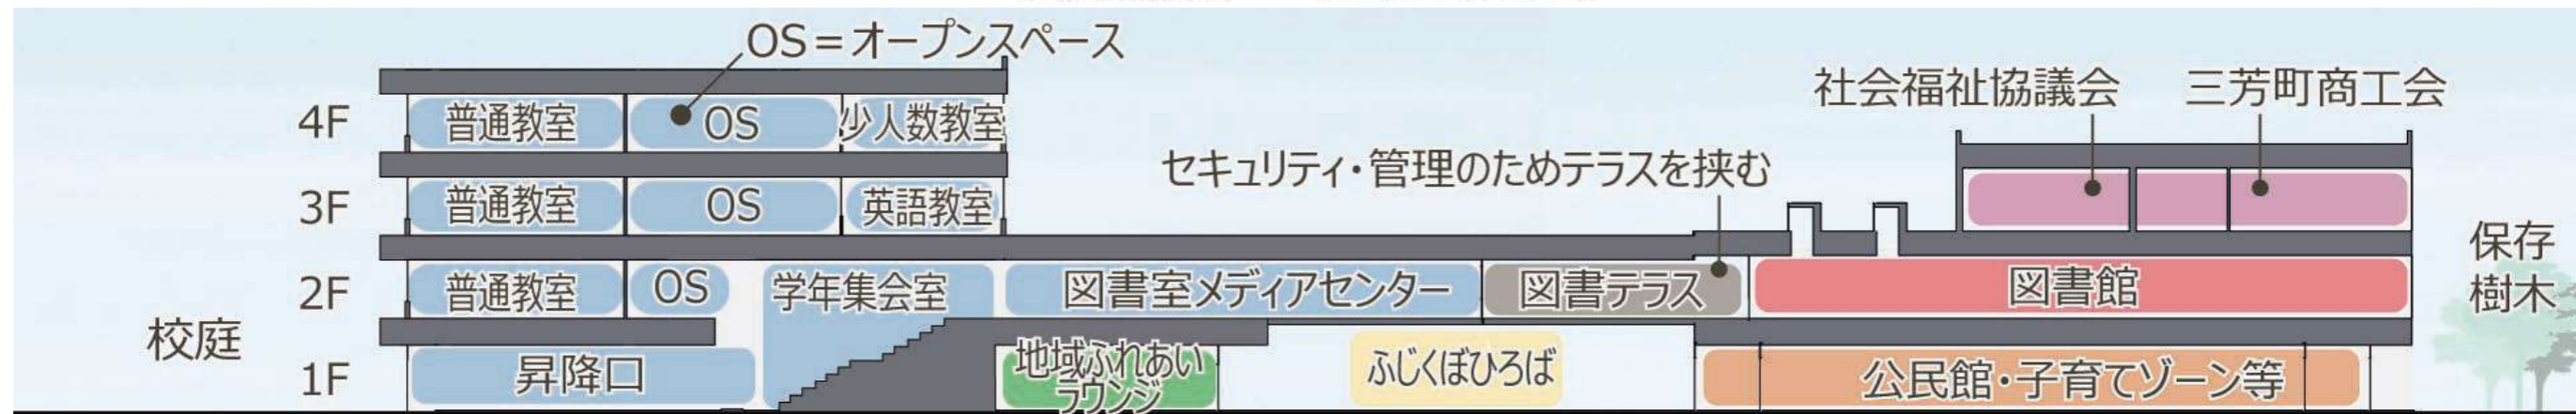 OS＝オープンスペース
社会福祉協議会
三芳町商工会
4F
普通教室
OS
少人数教室
セキュリティ・管理のためテラスを挟む
3F
普通教室
OS
英語教室
保存
樹木
2F
普通教室
OS
学年集会室
図書室メディアセンター
図書テラス
図書館
校庭
1F
昇降口
地域ふれあい
ラウンジ
ふじくぼひろば
公民館・子育てゾーン等